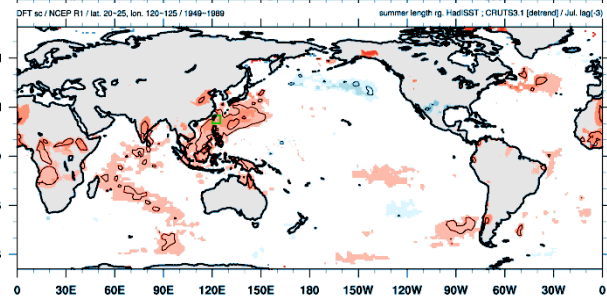 DFT sc / NCEP R1 / lat. 20-25, lon. 120-125 / 1949-1989
summer length rg. HadISST ; CRUTS3.1 [detrend] / Jul. lag(-3)
0 30E 60E 90E 120E 150E 180 150W 120W 90W 60W 30W 0